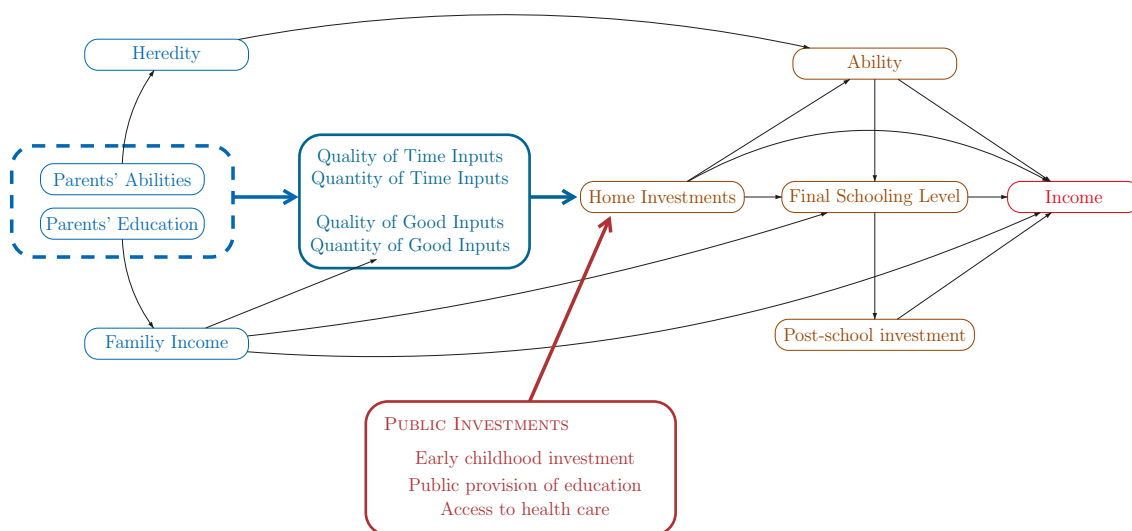 Heredity
Ability
Parents' Abilities
Parents' Education
Quality of Time Inputs
Quantity of Time Inputs
Quality of Good Inputs
Quantity of Good Inputs
Home Investments
Final Schooling Level
Income
Familiy Income
Post-school investment
Public Investments
Early childhood investment
Public provision of education
Access to health care